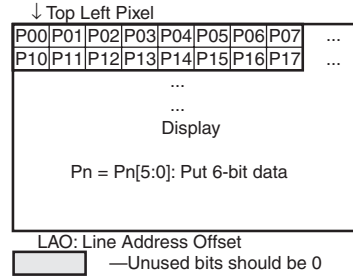 ↓Top Left Pixel
P00 P01 P02 P03 P04 P05 P06 P07 ...
P10 P11 P12 P13 P14 P15 P16 P17 ...
...
...
Display
Pn = Pn[5:0]: Put 6-bit data
LAO: Line Address Offset
—Unused bits should be 0